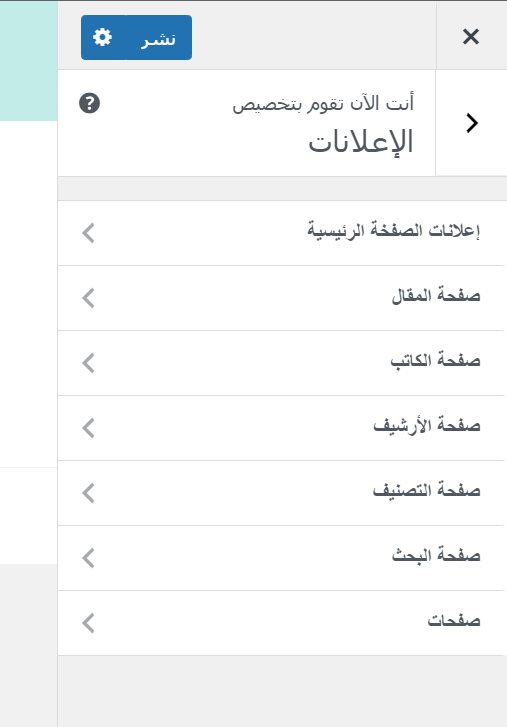 نشر
أنت الآن تقوم بتخصيص
الإعلانات
إعلانات الصفخة الرئيسية
صفحة المقال
صفحة الكاتب
صفحة الأرشيف
صفحة التصنيف
صفحة البحث
صفحات